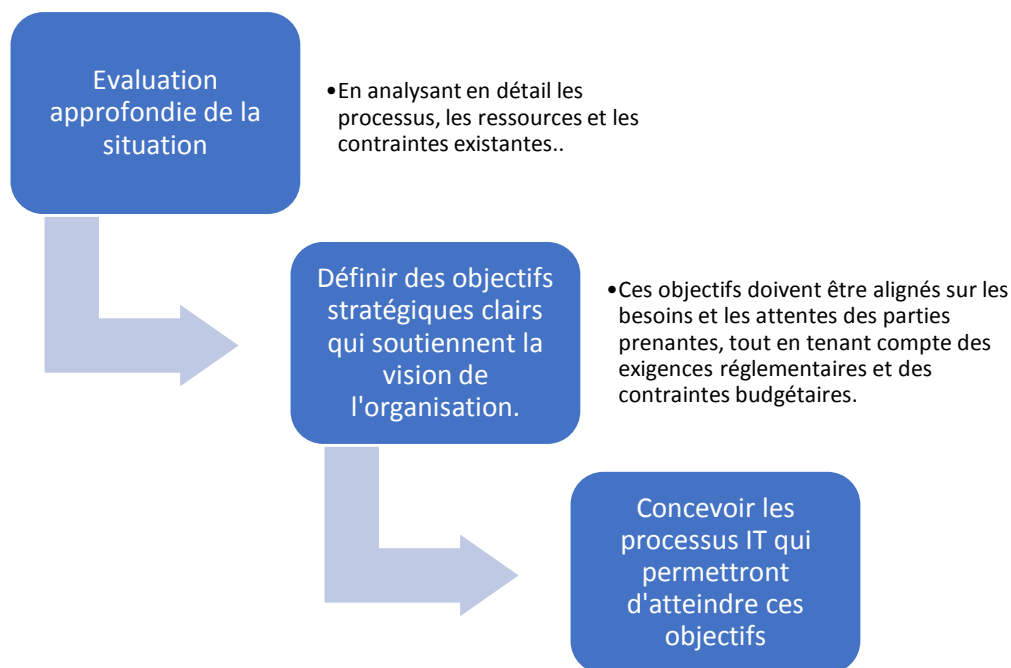 Evaluation
approfondie de la
situation
•En analysant en détail les
processus, les ressources et les
contraintes existantes..
Définir des objectifs
stratégiques clairs
qui soutiennent la
vision de
l'organisation.
•Ces objectifs doivent être alignés sur les
besoins et les attentes des parties
prenantes, tout en tenant compte des
exigences réglementaires et des
contraintes budgétaires.
Concevoir les
processus IT qui
permettront
d'atteindre ces
objectifs